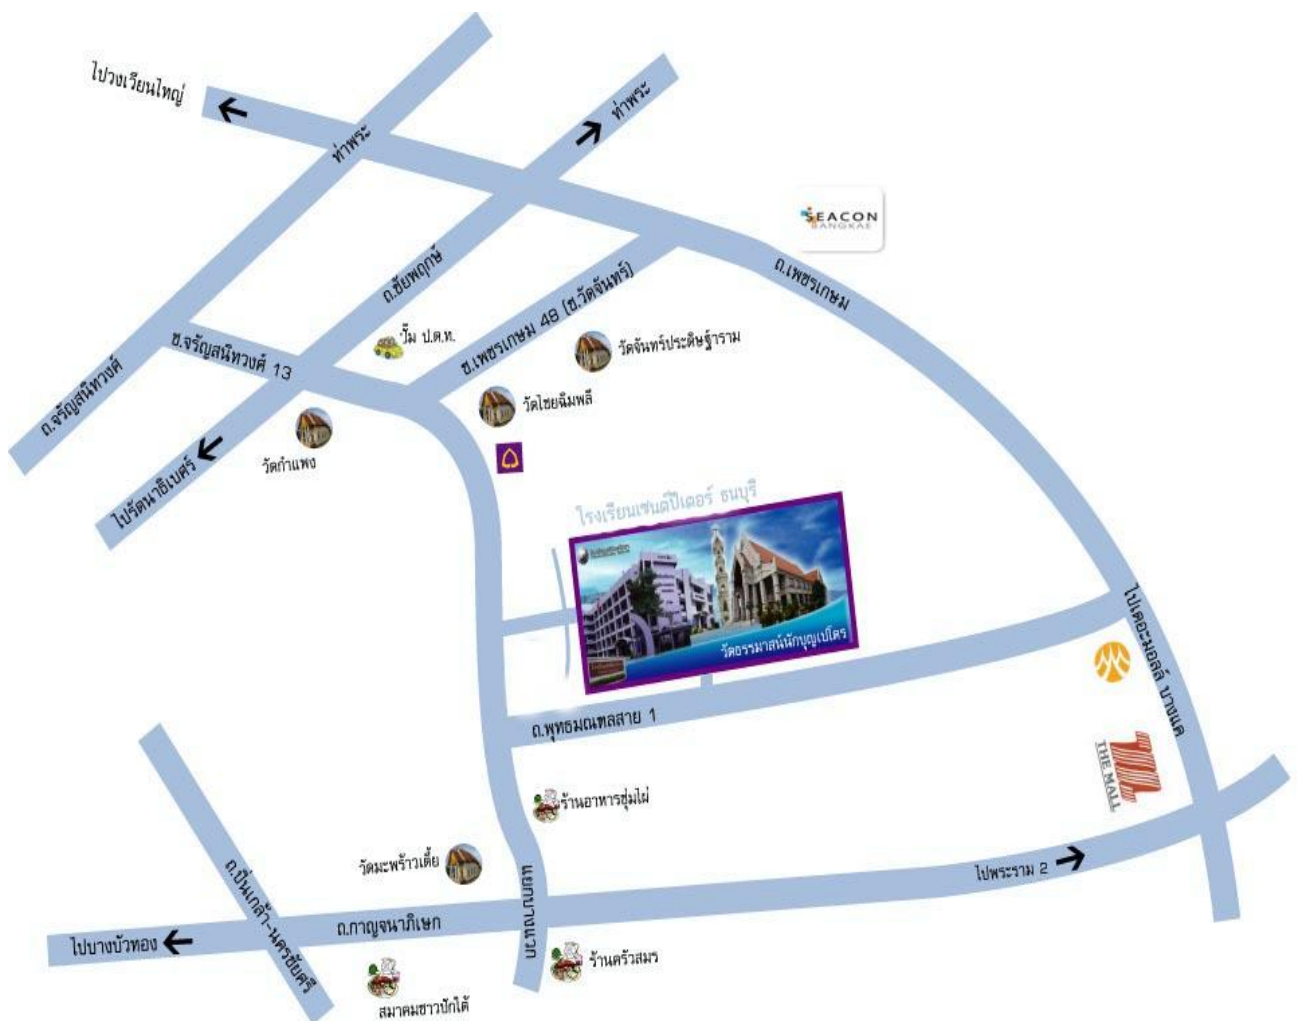 ไปวงเวียนใหญ่
ท่าพระ
ท่าพระ
SEACON
BANGKAE
ถ.เพชรเกษม
ถ.ชัยพฤกษ์
ซ.เพชรเกษม 48 (ซ.วัดจันทร์)
ปั๊ม ป.ต.ท.
วัดจันทร์ประดิษฐ์าราม
ซ.จรัญสนิทวงศ์ 13
ถ.จรัญสนิทวงศ์
วัดไชยฉิมพลี
วัดกำแพง
ไปรัตนาธิเบศร์
โรงเรียนเซนต์ปีเตอร์ ธนบุรี
วัดธรรมาสน์นักบุญเปโตร
ไปเดอะมอลล์ บางแค
ถ.พุทธมณฑลสาย 1
THE MALL
ร้านอาหารซุ่มไผ่
วัดมะพร้าวเตี้ย
ถ.ปิ่นเกล้า-นครชัยศรี
แยกบางแวก
ไปพระราม 2
ถ.กาญจนาภิเษก
ไปบางบัวทอง
ร้านครัวสมร
สมาคมชาวปักใต้